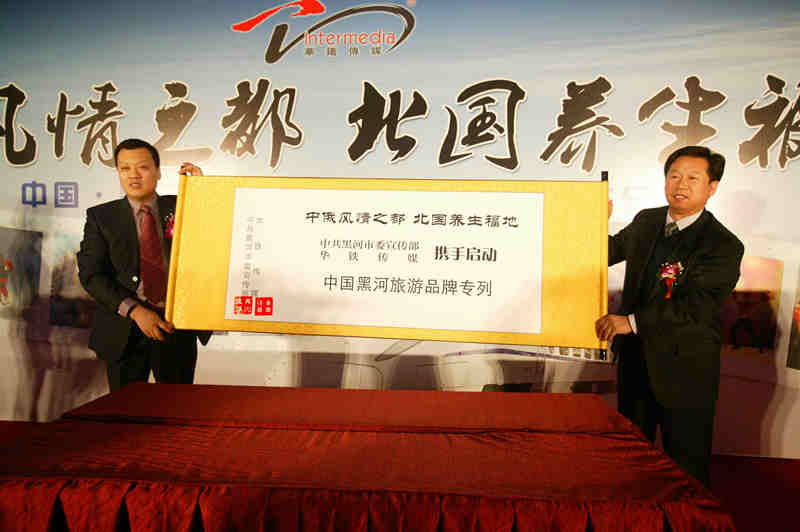 Intermedia
華鐵傳媒
风情之都 北国养生福
中国·
中俄风情之都 北国养生福地
中共黑河市委宣传部
华铁传媒
携手启动
中国黑河旅游品牌专列